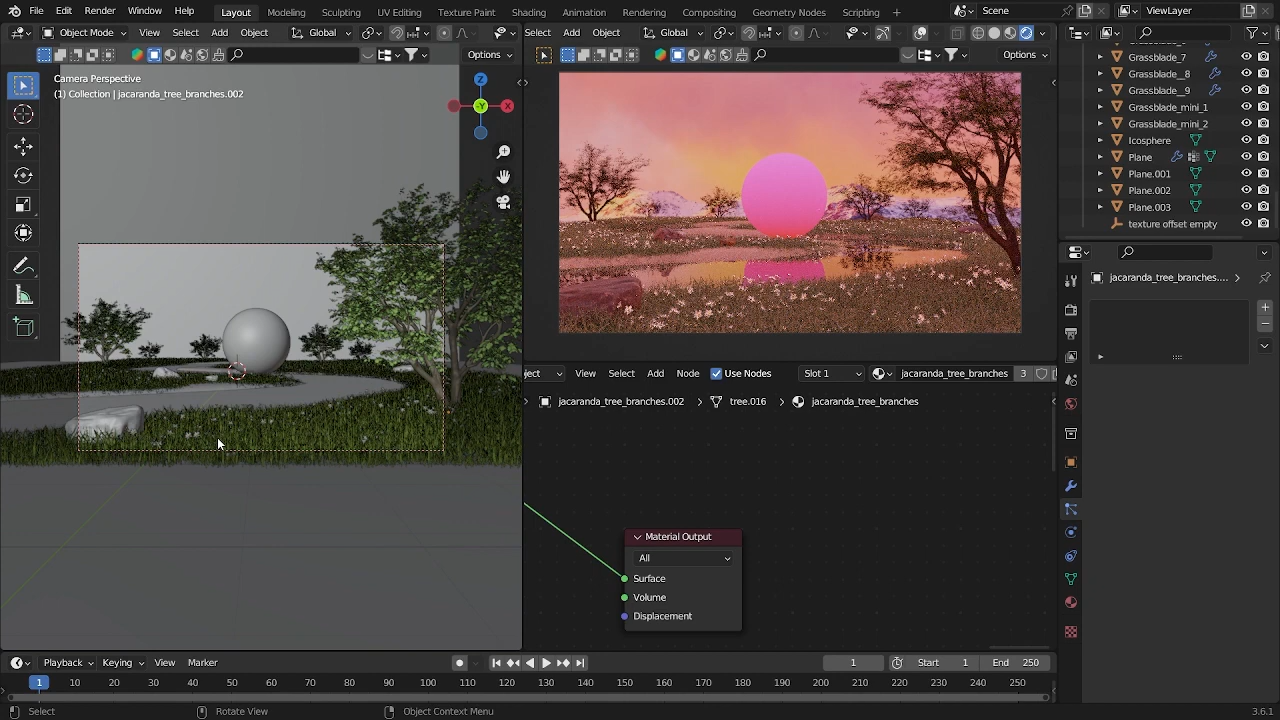 File Edit Render Window Help Layout Modeling Sculpting UV Editing Texture Paint Shading Animation Rendering Compositing Geometry Nodes Scripting + Scene ViewLayer
Object Mode View Select Add Object Global Select Add Object Global
Options Options
Camera Perspective
(1) Collection | jacaranda_tree_branches.002
Z
-Y
X
Grassblade_7
Grassblade_8
Grassblade_9
Grassblade_mini_1
Grassblade_mini_2
Icosphere
Plane
Plane.001
Plane.002
Plane.003
texture offset empty
jacaranda_tree_branches....
ject View Select Add Node Use Nodes Slot 1 jacaranda_tree_branches 3
jacaranda_tree_branches.002 tree.016 jacaranda_tree_branches
Material Output
All
Surface
Volume
Displacement
Playback Keying View Marker 1 Start 1 End 250
1 10 20 30 40 50 60 70 80 90 100 110 120 130 140 150 160 170 180 190 200 210 220 230 240 250
Select Rotate View Object Context Menu 3.6.1